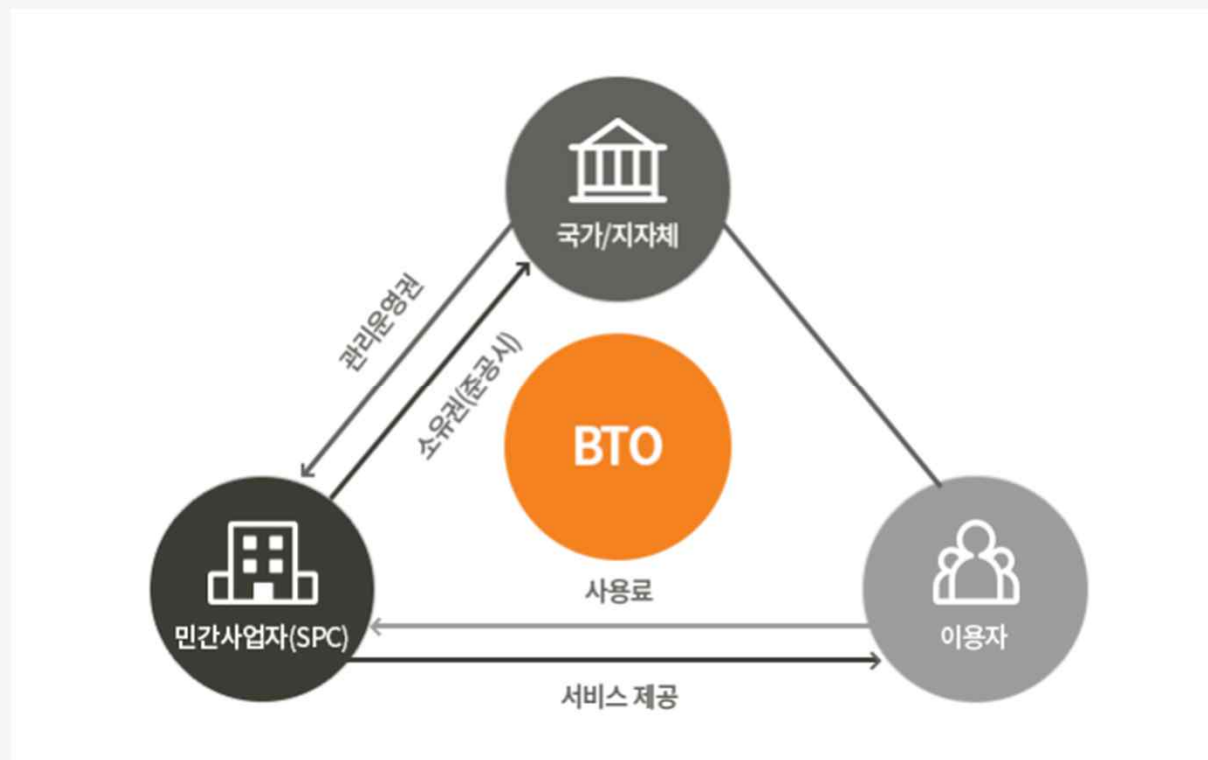 국가/지자체
관리운영권
소유권(준공시)
BTO
사용료
민간사업자(SPC)
이용자
서비스 제공